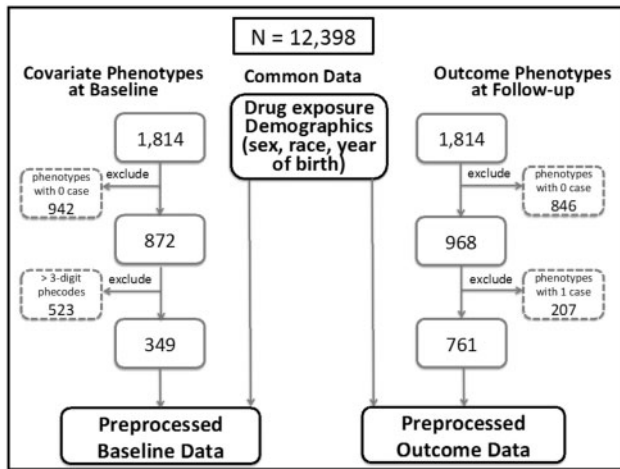 N = 12,398
Covariate Phenotypes
at Baseline
1,814
exclude
phenotypes
with 0 case
942
872
exclude
> 3-digit
phecodes
523
349
Common Data
Drug exposure
Demographics
(sex, race, year
of birth)
Outcome Phenotypes
at Follow-up
1,814
exclude
phenotypes
with 0 case
846
968
exclude
phenotypes
with 1 case
207
761
Preprocessed
Baseline Data
Preprocessed
Outcome Data